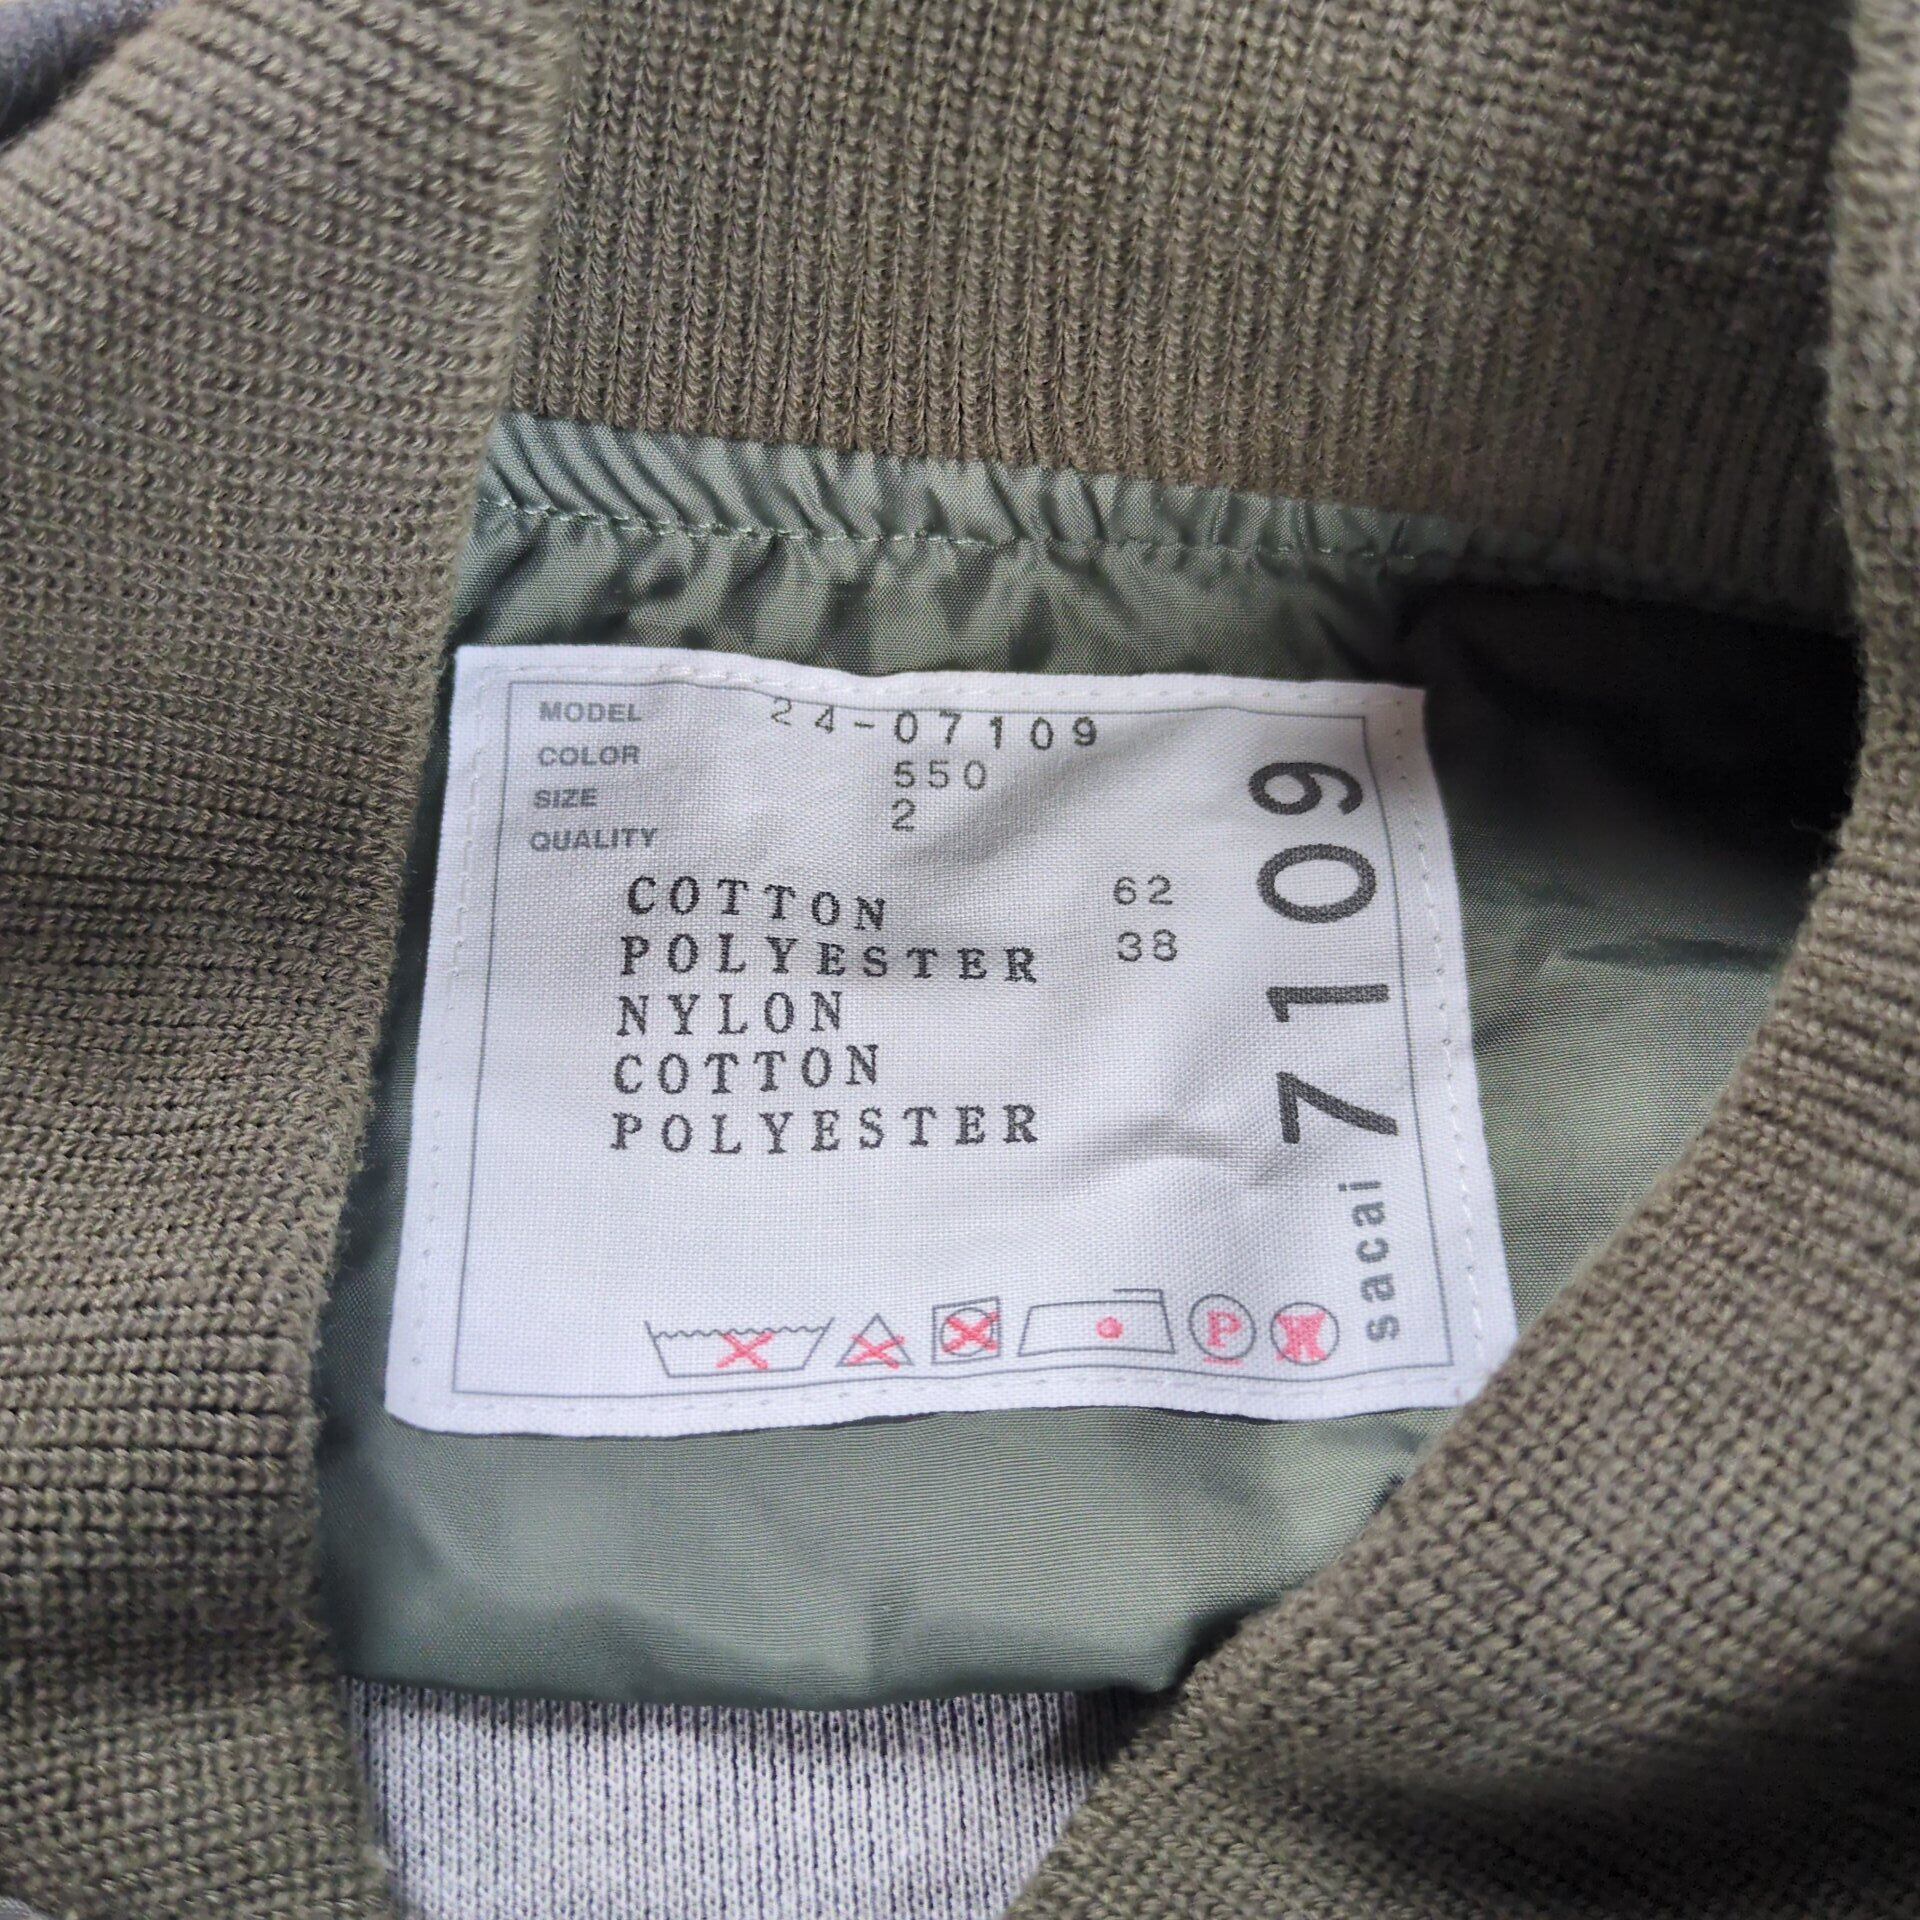 MODEL 24-07109
COLOR 550
SIZE 2
QUALITY
COTTON 62
POLYESTER 38
NYLON
COTTON
POLYESTER
P
sacai 7109